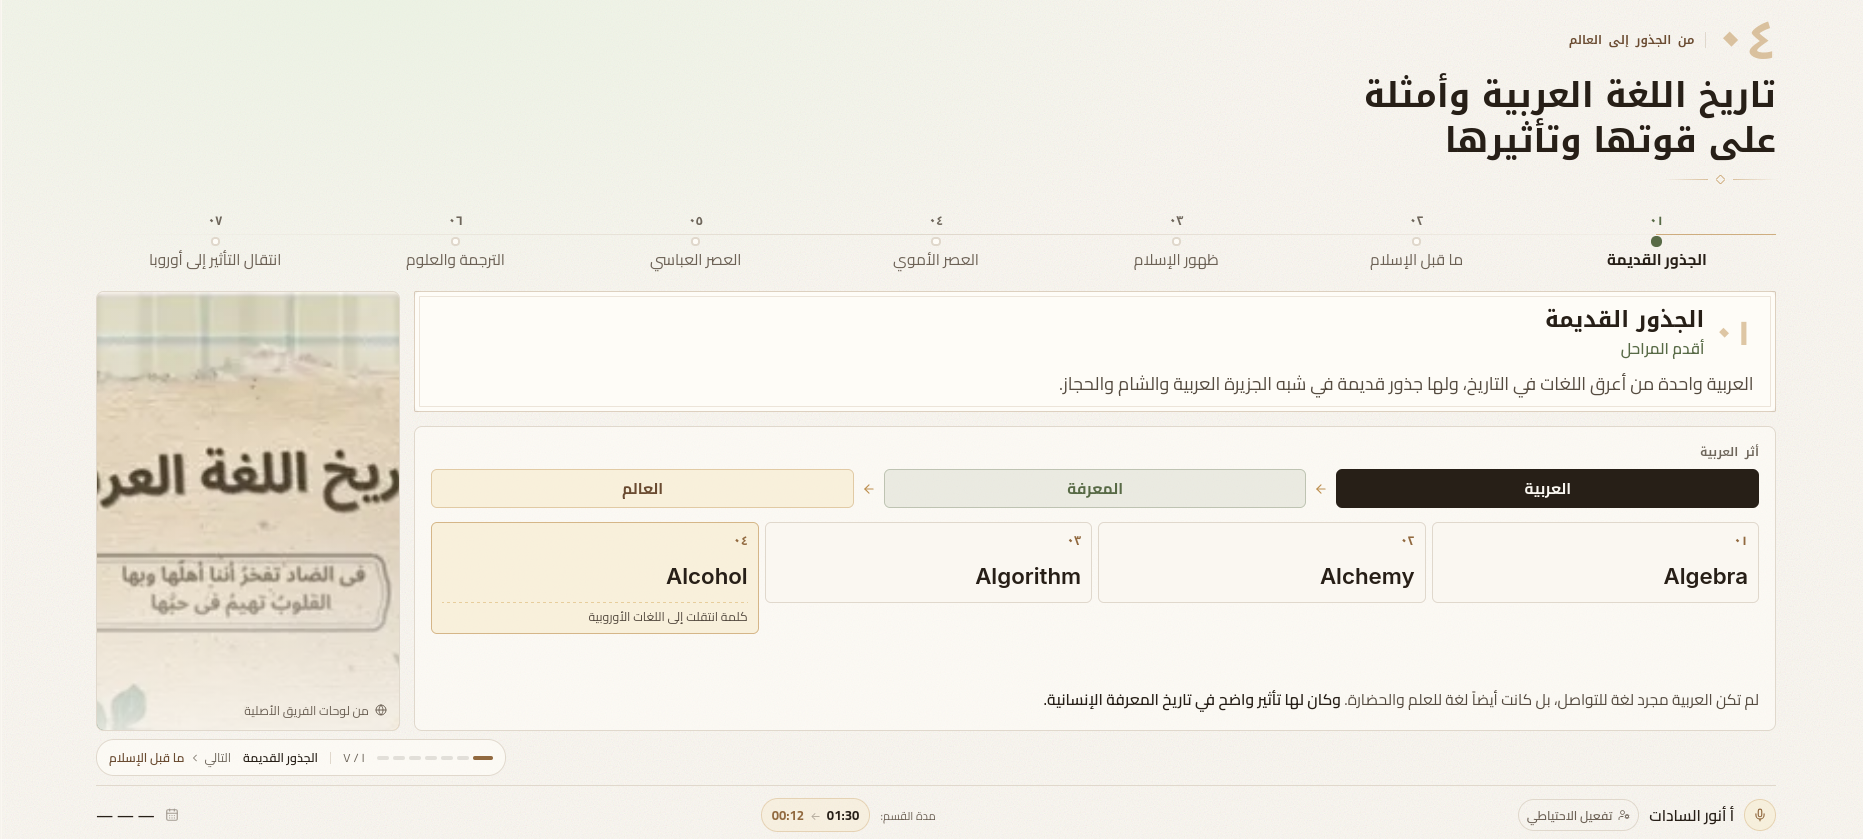 ٤
من الجذور إلى العالم
تاريخ اللغة العربية وأمثلة
على قوتها وتأثيرها
٠١
الجذور القديمة
٠٢
ما قبل الإسلام
٠٣
ظهور الإسلام
٠٤
العصر الأموي
٠٥
العصر العباسي
٠٦
الترجمة والعلوم
٠٧
انتقال التأثير إلى أوروبا
١
الجذور القديمة
أقدم المراحل
العربية واحدة من أعرق اللغات في التاريخ، ولها جذور قديمة في شبه الجزيرة العربية والشام والحجاز.
أثر العربية
العربية ← المعرفة ← العالم
٠١
Algebra
٠٢
Alchemy
٠٣
Algorithm
٠٤
Alcohol
كلمة انتقلت إلى اللغات الأوروبية
لم تكن العربية مجرد لغة للتواصل، بل كانت أيضاً لغة للعلم والحضارة. وكان لها تأثير واضح في تاريخ المعرفة الإنسانية.
ريخ اللغة العر
في الضاد تفخرُ أننا أهلُها وبها
القلوبُ تهيمُ في حبِّها
من لوحات الفريق الأصلية
١ / ٧
الجذور القديمة
التالي › ما قبل الإسلام
أ أنور السادات
تفعيل الاحتياطي
مدة القسم:
01:30 ← 00:12
— — —